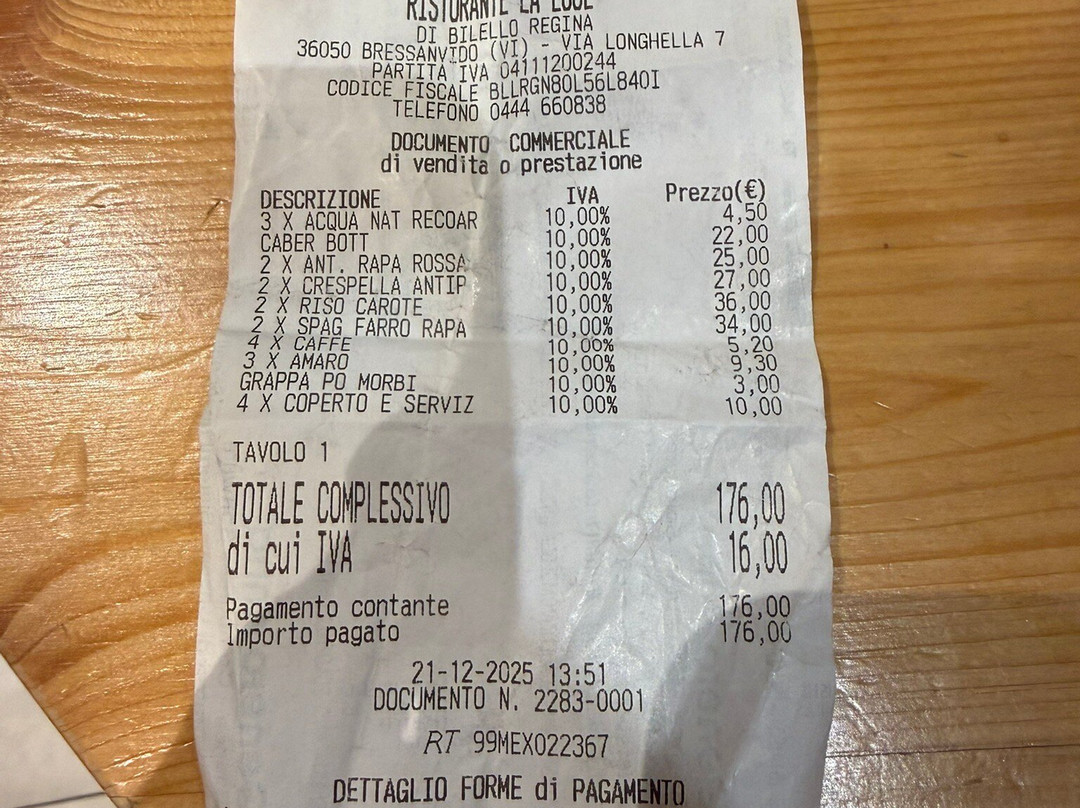 RISTORANTE LA
DI BILELLO REGINA
36050 BRESSANVIDO (VI) - VIA LONGHELLA 7
PARTITA IVA 04111200244
CODICE FISCALE BLLRGN80L56L840I
TELEFONO 0444 660838
DOCUMENTO COMMERCIALE
di vendita o prestazione
DESCRIZIONE IVA Prezzo(€)
3 X ACQUA NAT RECOAR 10,00% 4,50
CABER BOTT 10,00% 22,00
2 X ANT. RAPA ROSSA 10,00% 25,00
2 X CRESPELLA ANTIP 10,00% 27,00
2 X RISO CAROTE 10,00% 36,00
2 X SPAG FARRO RAPA 10,00% 34,00
4 X CAFFE 10,00% 5,20
3 X AMARO 10,00% 9,30
GRAPPA PO MORBI 10,00% 3,00
4 X COPERTO E SERVIZ 10,00% 10,00
TAVOLO 1
TOTALE COMPLESSIVO 176,00
di cui IVA 16,00
Pagamento contante 176,00
Importo pagato 176,00
21-12-2025 13:51
DOCUMENTO N. 2283-0001
RT 99MEX022367
DETTAGLIO FORME di PAGAMENTO